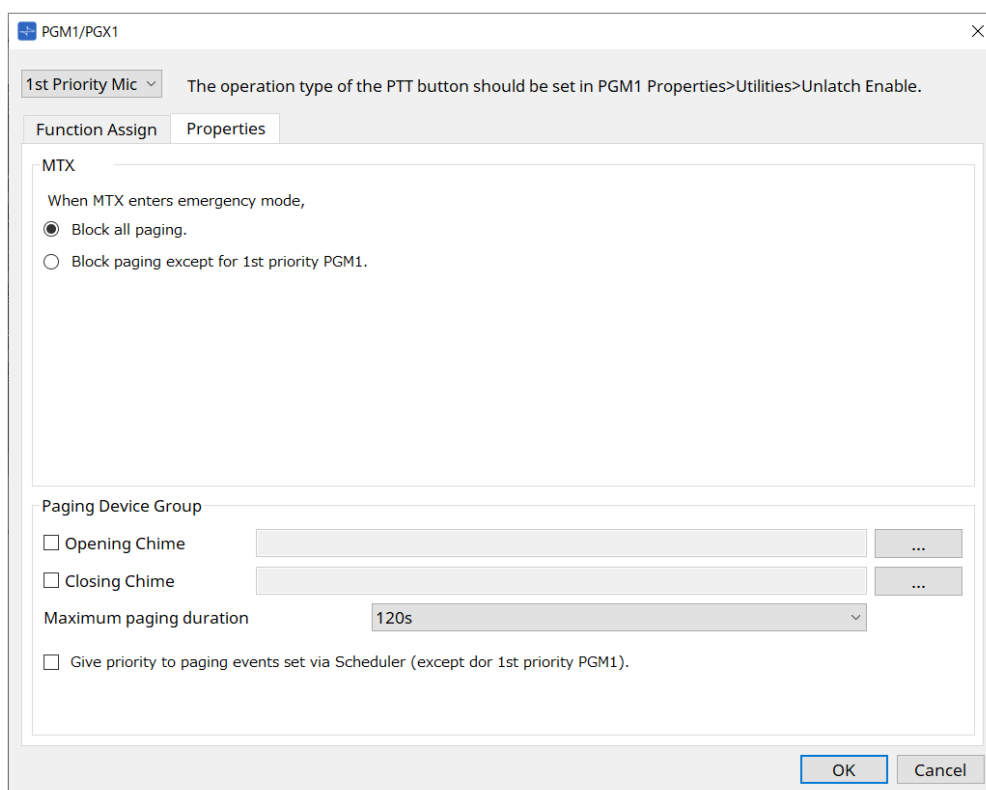 PGM1/PGX1
1st Priority Mic The operation type of the PTT button should be set in PGM1 Properties>Utilities>Unlatch Enable.
Function Assign Properties
MTX
When MTX enters emergency mode,
Block all paging.
Block paging except for 1st priority PGM1.
Paging Device Group
Opening Chime ...
Closing Chime ...
Maximum paging duration 120s
Give priority to paging events set via Scheduler (except dor 1st priority PGM1).
OK Cancel